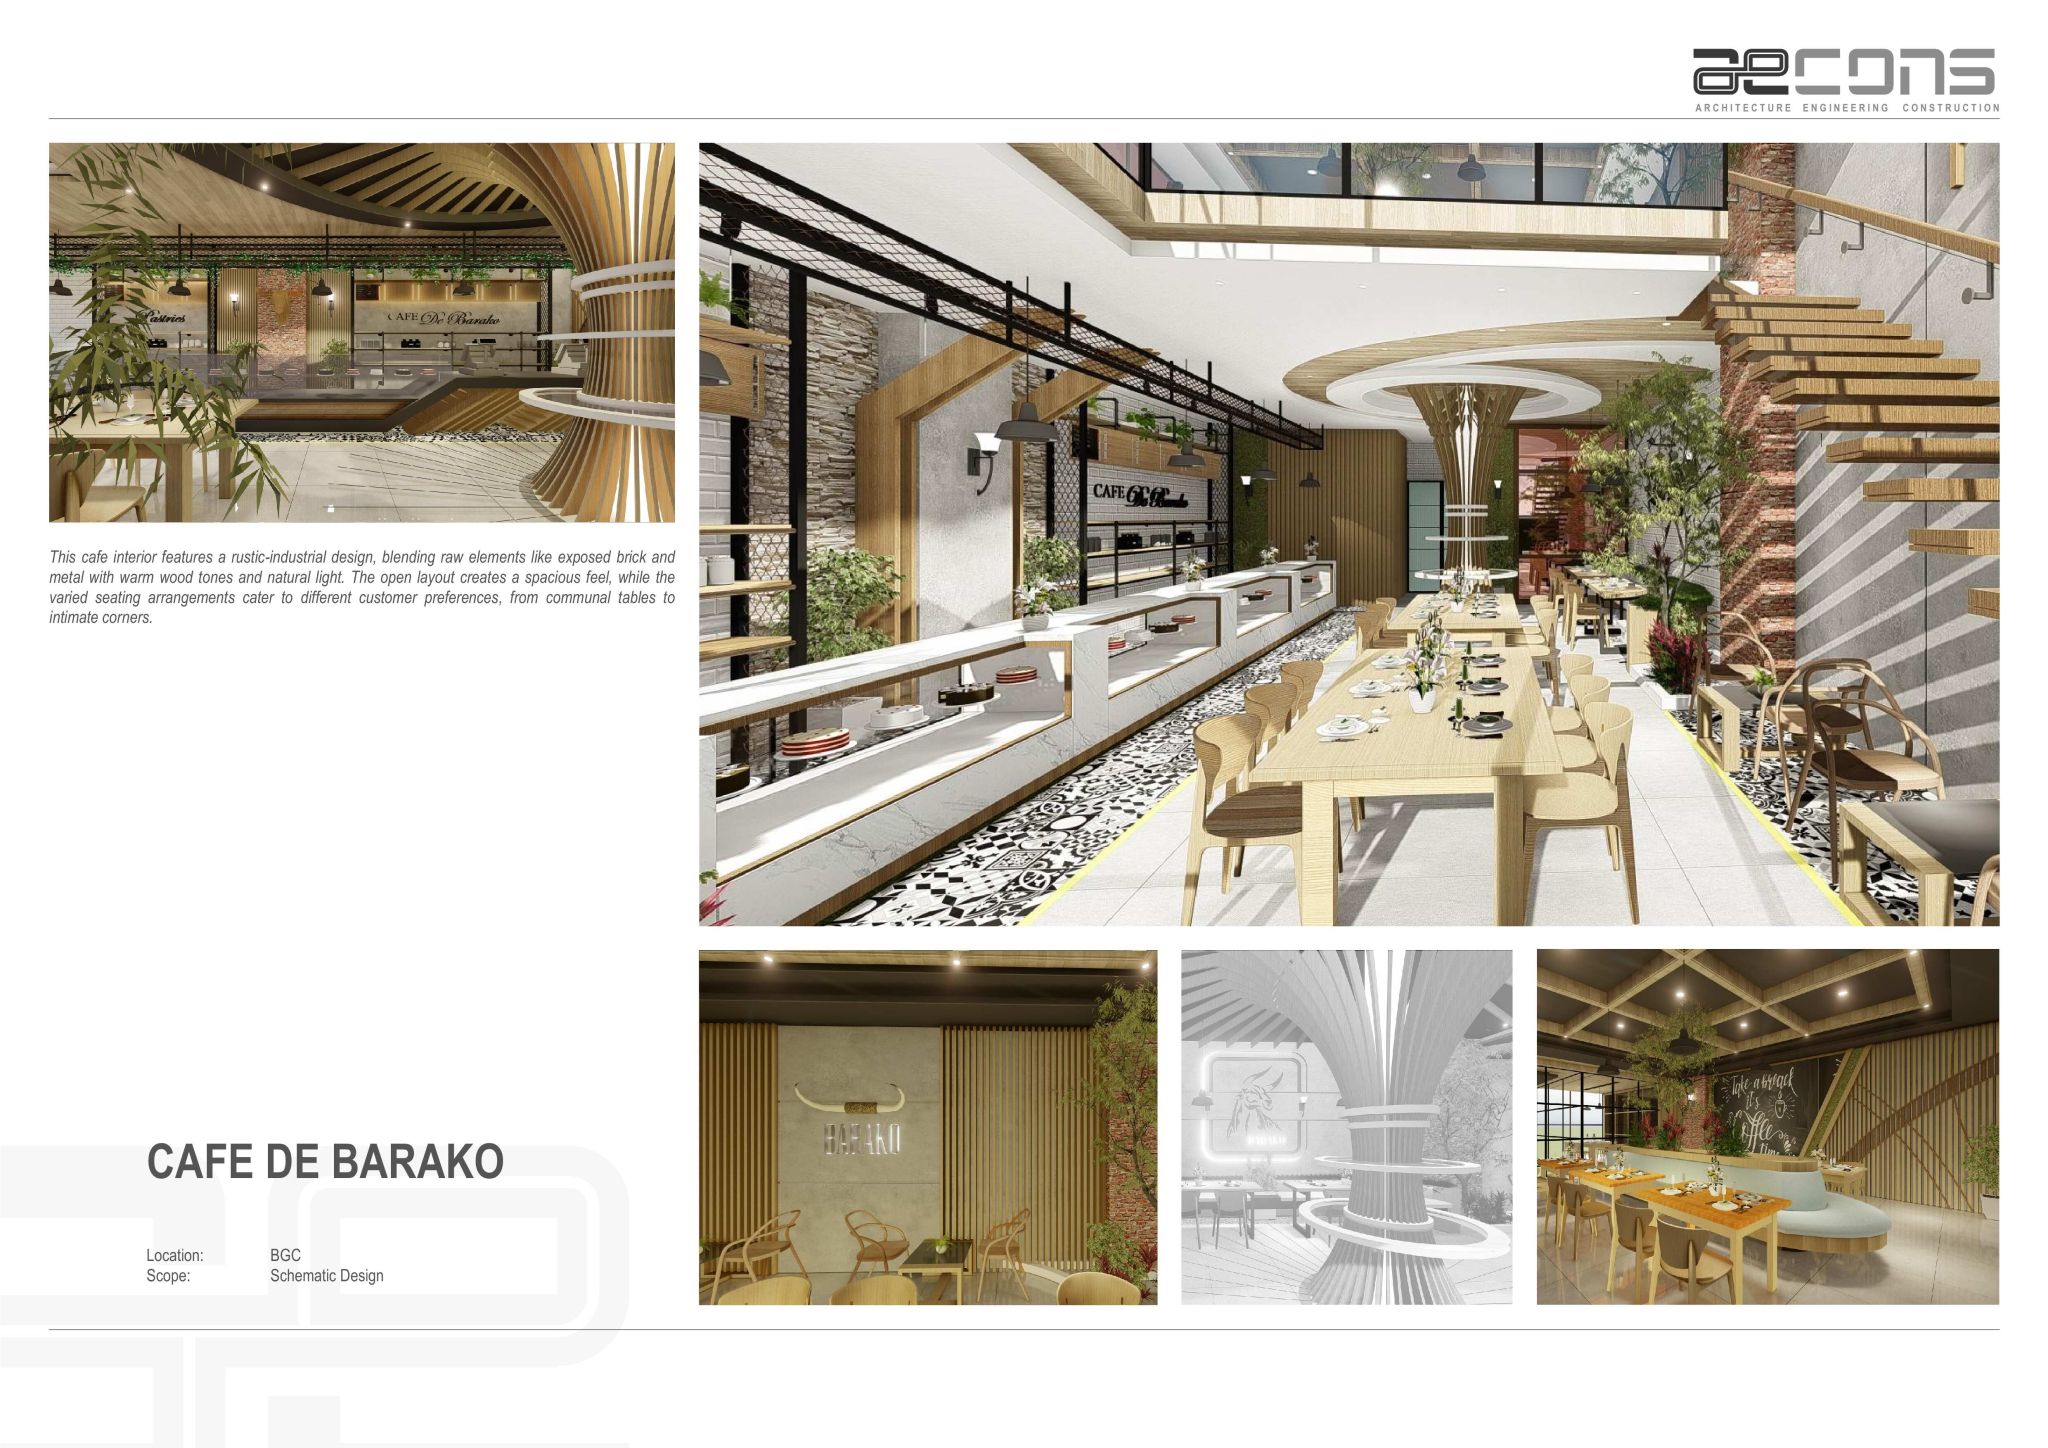 aecons
ARCHITECTURE ENGINEERING CONSTRUCTION
Pastries
CAFE De Barako
This cafe interior features a rustic-industrial design, blending raw elements like exposed brick and
metal with warm wood tones and natural light. The open layout creates a spacious feel, while the
varied seating arrangements cater to different customer preferences, from communal tables to
intimate corners.
CAFE De Barako
CAFE DE BARAKO
Location: BGC
Scope: Schematic Design
BARAKO
BARAKO
Take a break
it's
Coffee
time